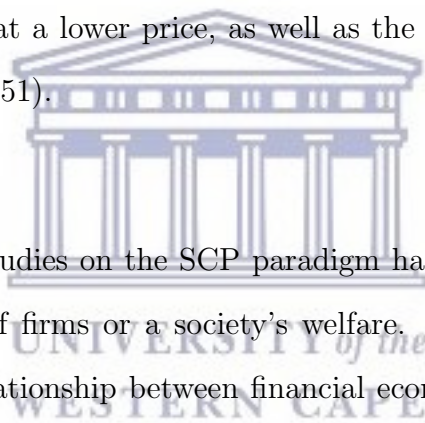 at a lower price, as well as the
51).
udies on the SCP paradigm ha
f firms or a society's welfare.
UNIVERSITY of the
ationship between financial econ
WESTERN CAPE